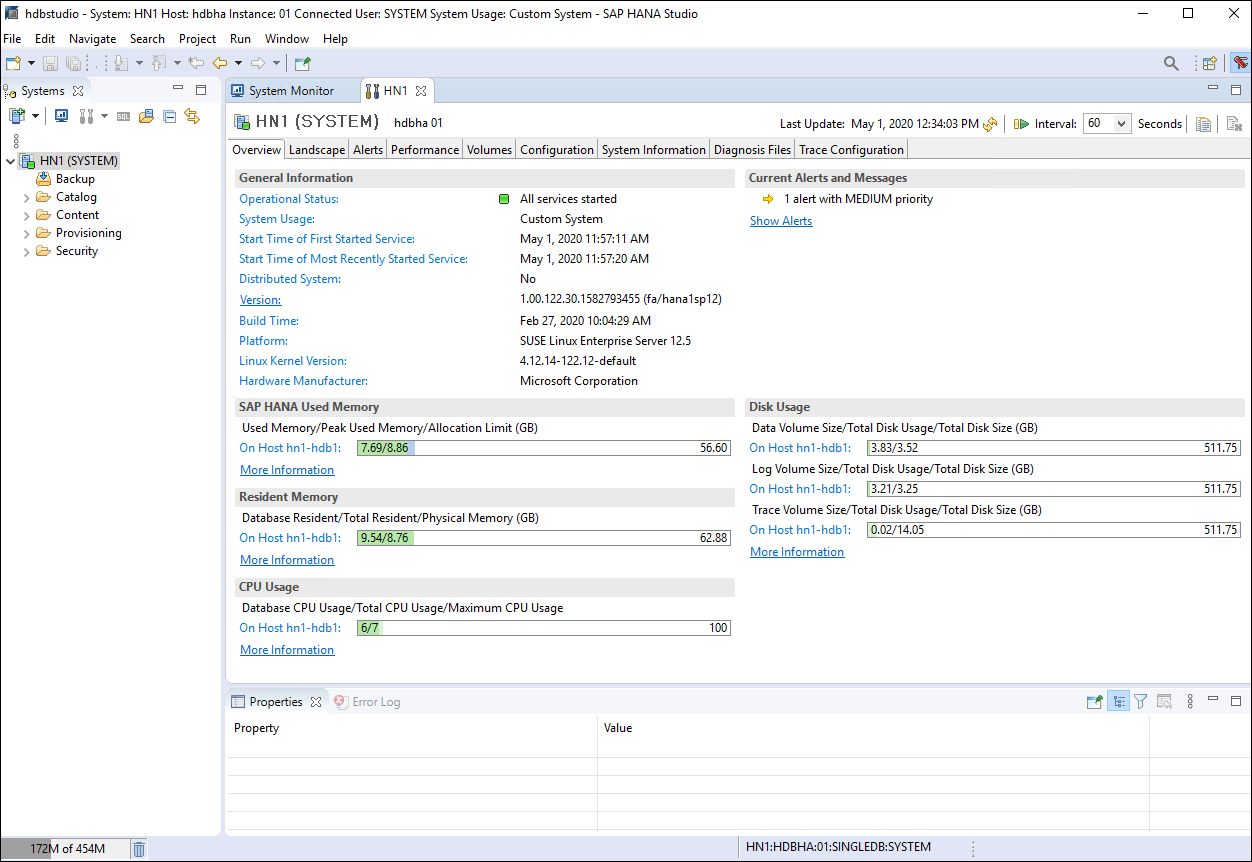 hdbstudio - System: HN1 Host: hdbha Instance: 01 Connected User: SYSTEM System Usage: Custom System - SAP HANA Studio
File Edit Navigate Search Project Run Window Help
Systems
System Monitor HN1
HN1 (SYSTEM) hdbha 01
Last Update: May 1, 2020 12:34:03 PM Interval: 60 Seconds
HN1 (SYSTEM)
Backup
Catalog
Content
Provisioning
Security
Overview Landscape Alerts Performance Volumes Configuration System Information Diagnosis Files Trace Configuration
General Information
Operational Status: All services started
System Usage: Custom System
Start Time of First Started Service: May 1, 2020 11:57:11 AM
Start Time of Most Recently Started Service: May 1, 2020 11:57:20 AM
Distributed System: No
Version: 1.00.122.30.1582793455 (fa/hana1sp12)
Build Time: Feb 27, 2020 10:04:29 AM
Platform: SUSE Linux Enterprise Server 12.5
Linux Kernel Version: 4.12.14-122.12-default
Hardware Manufacturer: Microsoft Corporation
Current Alerts and Messages
1 alert with MEDIUM priority
Show Alerts
SAP HANA Used Memory
Used Memory/Peak Used Memory/Allocation Limit (GB)
On Host hn1-hdb1: 7.69/8.86 56.60
More Information
Resident Memory
Database Resident/Total Resident/Physical Memory (GB)
On Host hn1-hdb1: 9.54/8.76 62.88
More Information
CPU Usage
Database CPU Usage/Total CPU Usage/Maximum CPU Usage
On Host hn1-hdb1: 6/7 100
More Information
Disk Usage
Data Volume Size/Total Disk Usage/Total Disk Size (GB)
On Host hn1-hdb1: 3.83/3.52 511.75
Log Volume Size/Total Disk Usage/Total Disk Size (GB)
On Host hn1-hdb1: 3.21/3.25 511.75
Trace Volume Size/Total Disk Usage/Total Disk Size (GB)
On Host hn1-hdb1: 0.02/14.05 511.75
More Information
Properties Error Log
Property Value
172M of 454M
HN1:HDBHA:01:SINGLEDB:SYSTEM